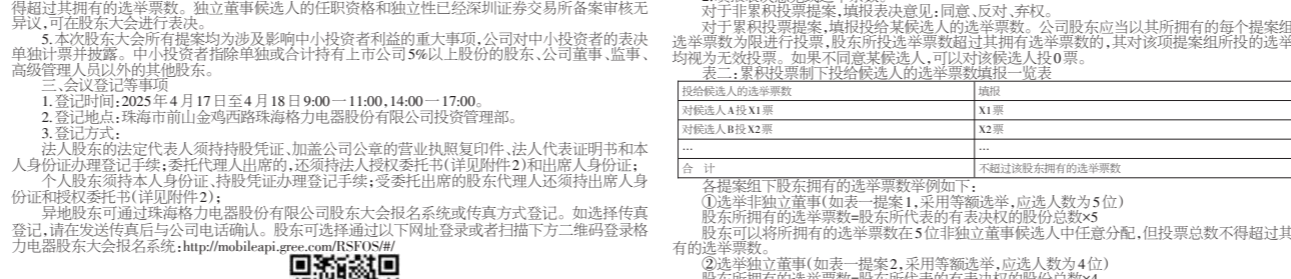 得超过其拥有的选举票数。独立董事候选人的任职资格和独立性已经深圳证券交易所备案审核无
异议,可在股东大会进行表决。
5.本次股东大会所有提案均为涉及影响中小投资者利益的重大事项,公司对中小投资者的表决
单独计票并披露。中小投资者指除单独或合计持有上市公司5%以上股份的股东、公司董事、监事、
高级管理人员以外的其他股东。
三、会议登记等事项
1.登记时间:2025年4月17日至4月18日9:00—11:00,14:00—17:00。
2.登记地点:珠海市前山金鸡西路珠海格力电器股份有限公司投资管理部。
3.登记方式:
法人股东的法定代表人须持持股凭证、加盖公司公章的营业执照复印件、法人代表证明书和本
人身份证办理登记手续;委托代理人出席的,还须持法人授权委托书(详见附件2)和出席人身份证;
个人股东须持本人身份证、持股凭证办理登记手续;受委托出席的股东代理人还须持出席人身
份证和授权委托书(详见附件2);
异地股东可通过珠海格力电器股份有限公司股东大会报名系统或传真方式登记。如选择传真
登记,请在发送传真后与公司电话确认。股东可选择通过以下网址登录或者扫描下方二维码登录格
力电器股东大会报名系统:http://mobileapi.gree.com/RSFOS/#/
对于非累积投票提案,填报表决意见:同意、反对、弃权。
对于累积投票提案,填报投给某候选人的选举票数。公司股东应当以其所拥有的每个提案组
选举票数为限进行投票,股东所投选举票数超过其拥有选举票数的,其对该项提案组所投的选举
均视为无效投票。如果不同意某候选人,可以对该候选人投0票。
表二:累积投票制下投给候选人的选举票数填报一览表
投给候选人的选举票数 填报
对候选人A投X1票 X1票
对候选人B投X2票 X2票
… …
合 计 不超过该股东拥有的选举票数
各提案组下股东拥有的选举票数举例如下:
①选举非独立董事(如表一提案1,采用等额选举,应选人数为5位)
股东所拥有的选举票数=股东所代表的有表决权的股份总数×5
股东可以将所拥有的选举票数在5位非独立董事候选人中任意分配,但投票总数不得超过其
有的选举票数。
②选举独立董事(如表一提案2,采用等额选举,应选人数为4位)
股东所拥有的选举票数=股东所代表的有表决权的股份总数×4